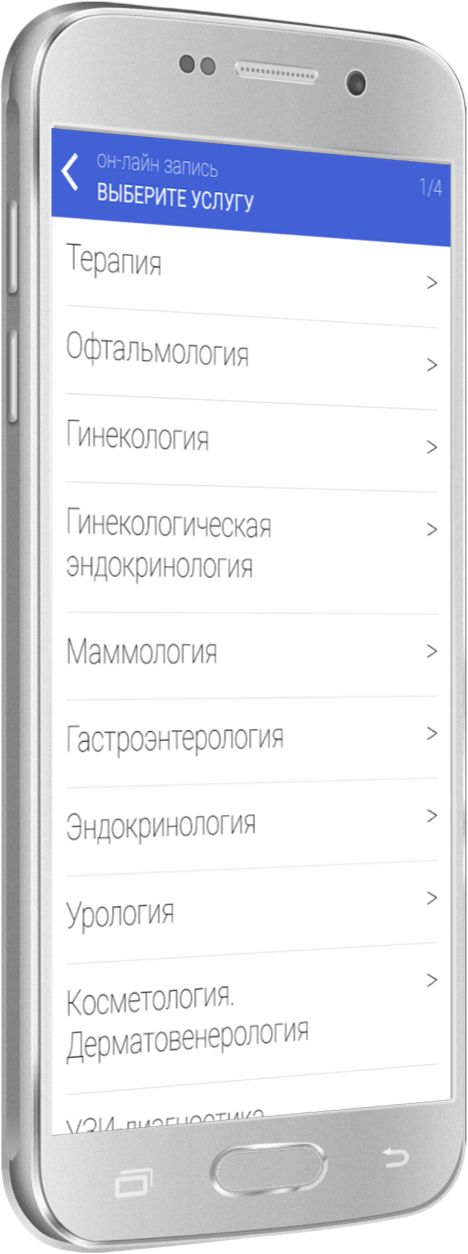 он-лайн запись
ВЫБЕРИТЕ УСЛУГУ
1/4
Терапия
Офтальмология
Гинекология
Гинекологическая
эндокринология
Маммология
Гастроэнтерология
Эндокринология
Урология
Косметология.
Дерматовенерология
УЗИ-диагностика